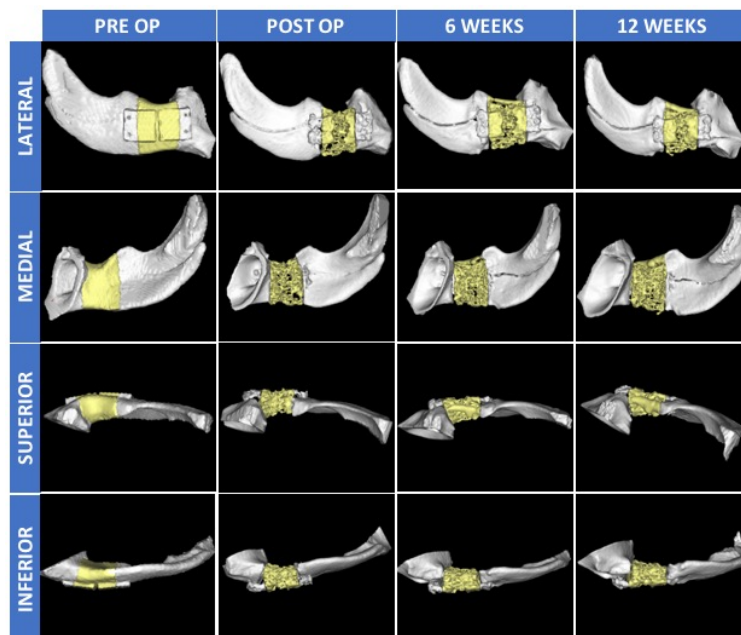 PRE OP
POST OP
6 WEEKS
12 WEEKS
LATERAL
MEDIAL
SUPERIOR
INFERIOR